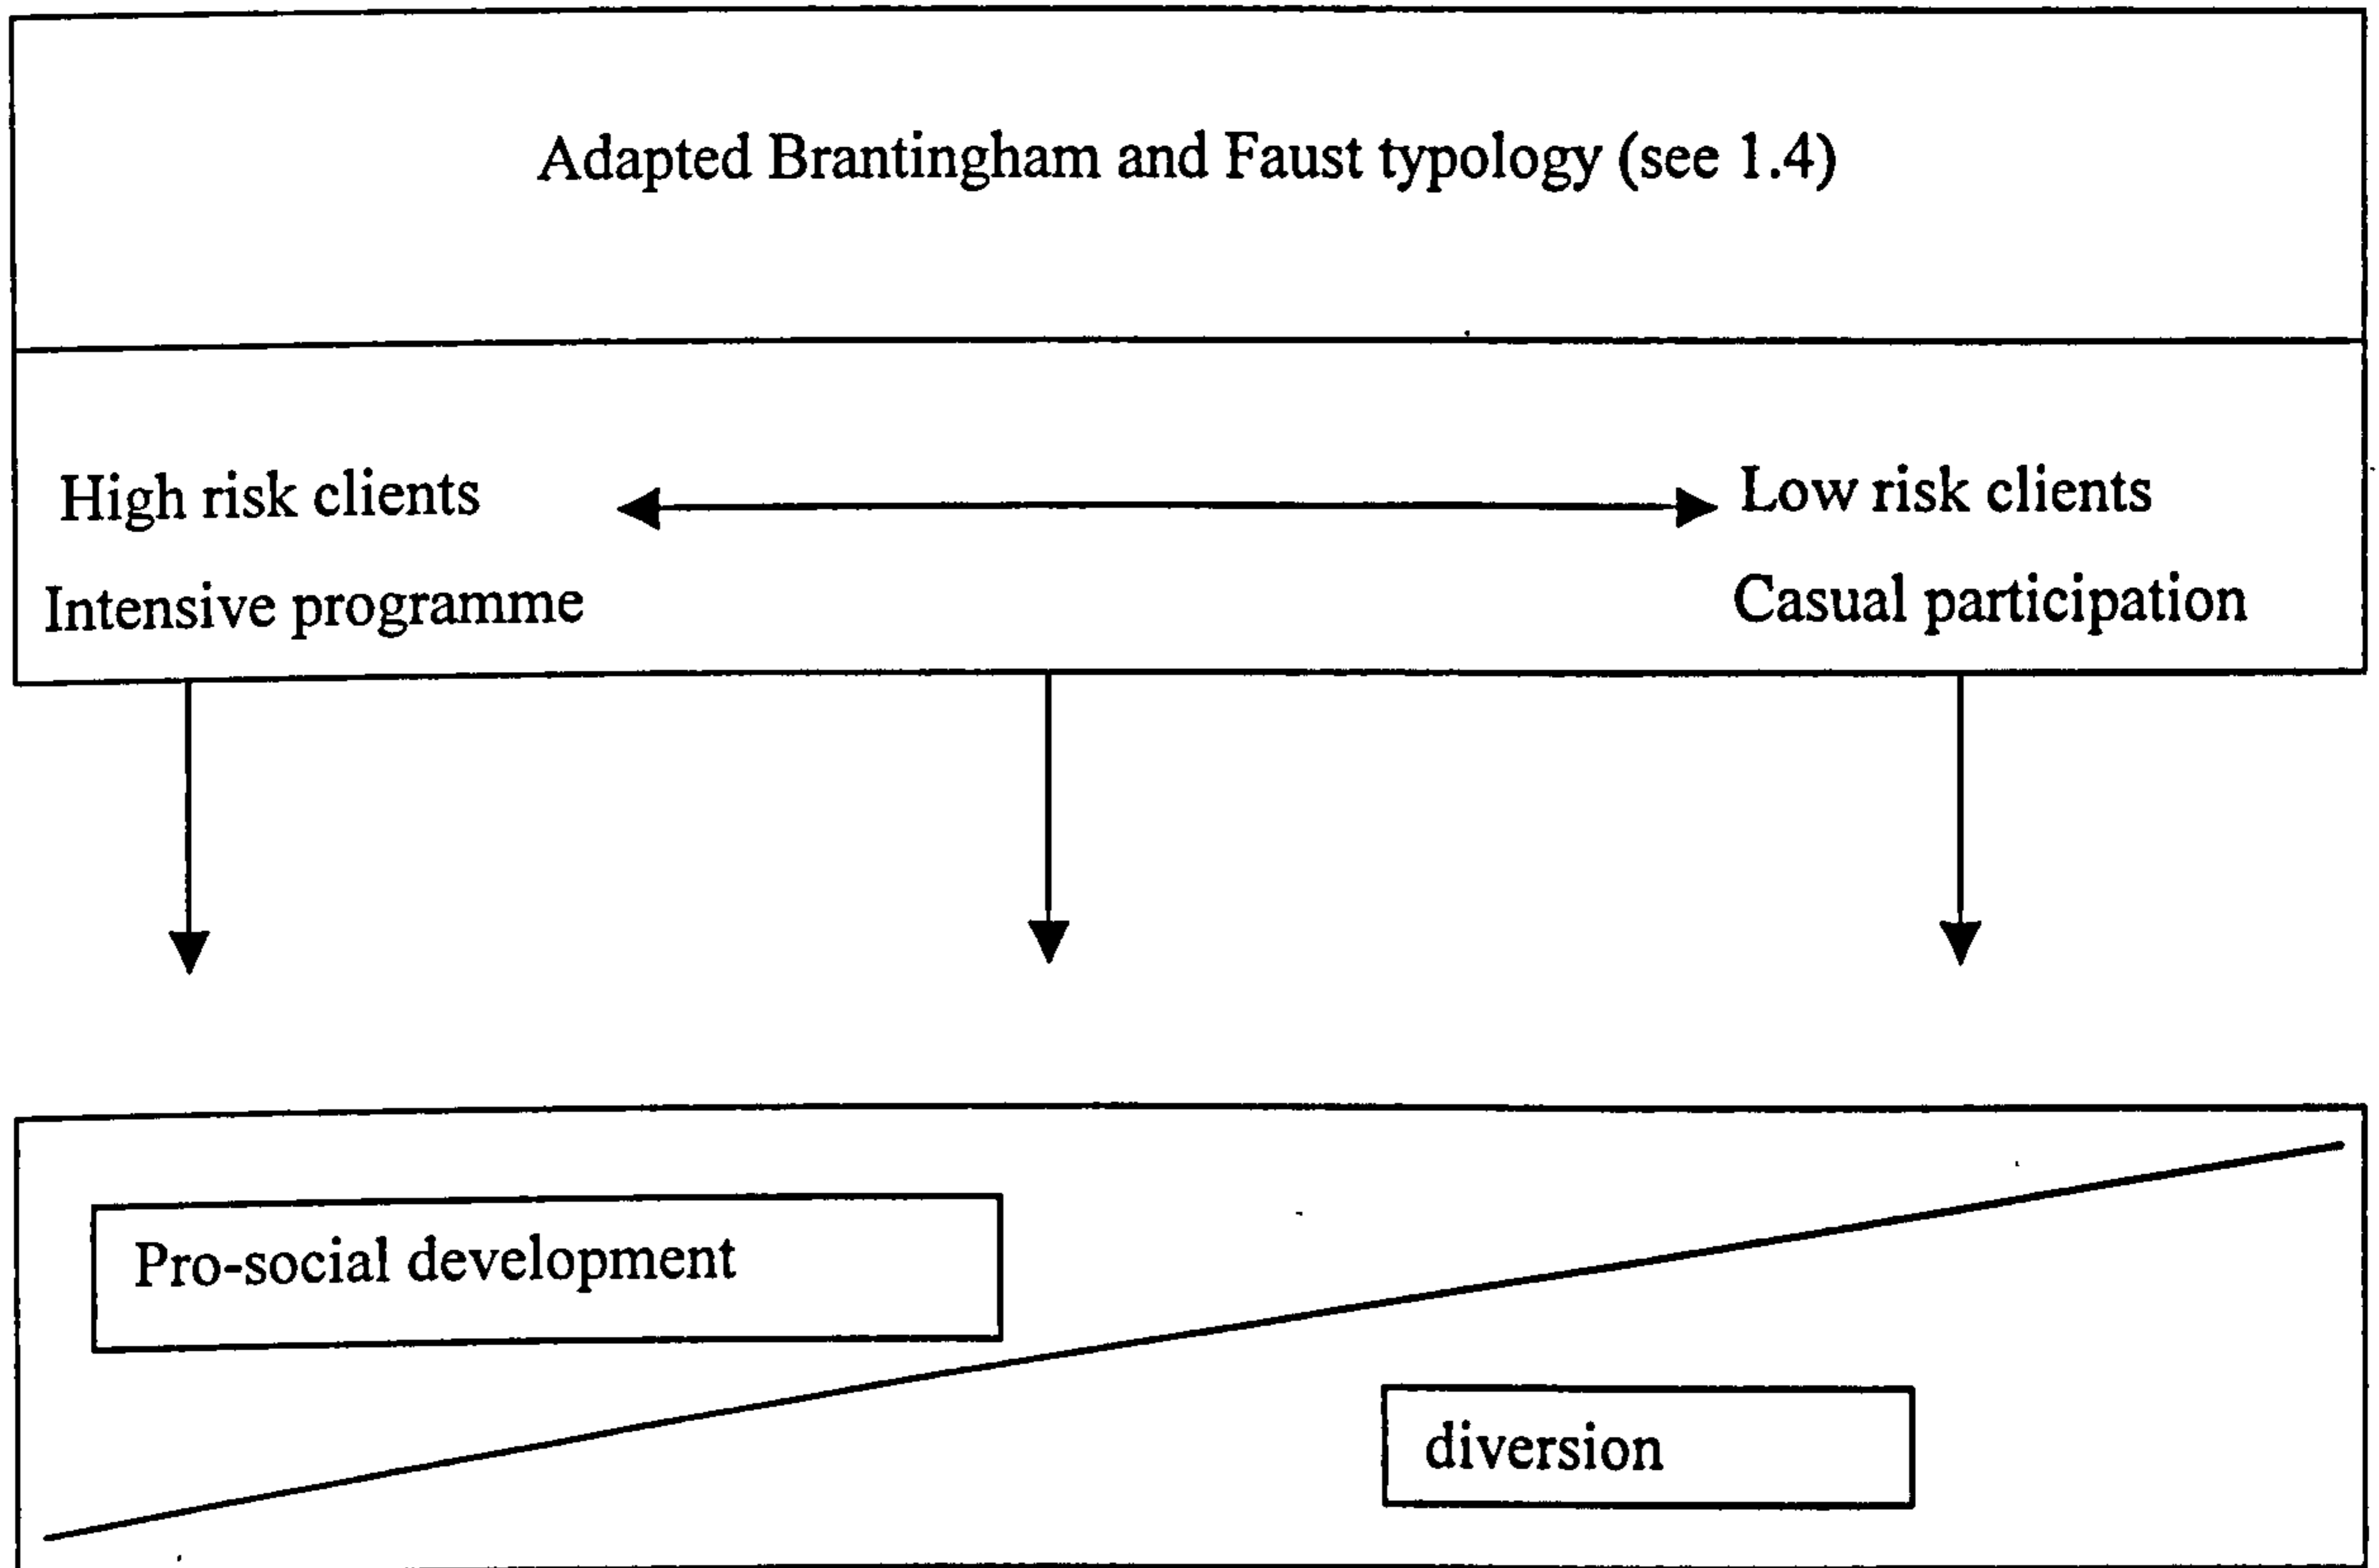 Adapted Brantingham and Faust typology (see 1.4)
High risk clients
Low risk clients
Intensive programme
Casual participation
Pro-social development
diversion